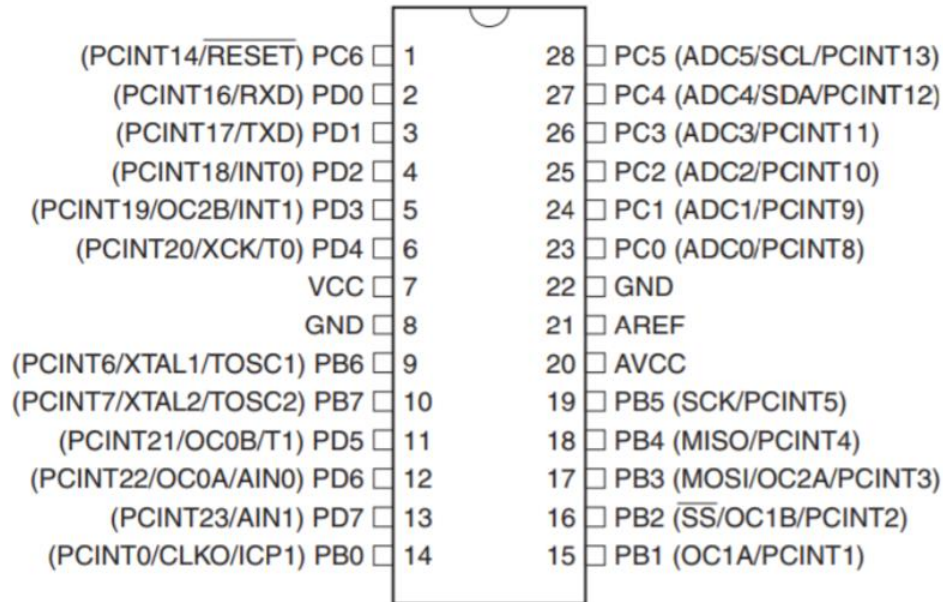 (PCINT14/RESET) PC6 1 28 PC5 (ADC5/SCL/PCINT13)
(PCINT16/RXD) PD0 2 27 PC4 (ADC4/SDA/PCINT12)
(PCINT17/TXD) PD1 3 26 PC3 (ADC3/PCINT11)
(PCINT18/INT0) PD2 4 25 PC2 (ADC2/PCINT10)
(PCINT19/OC2B/INT1) PD3 5 24 PC1 (ADC1/PCINT9)
(PCINT20/XCK/T0) PD4 6 23 PC0 (ADC0/PCINT8)
VCC 7 22 GND
GND 8 21 AREF
(PCINT6/XTAL1/TOSC1) PB6 9 20 AVCC
(PCINT7/XTAL2/TOSC2) PB7 10 19 PB5 (SCK/PCINT5)
(PCINT21/OC0B/T1) PD5 11 18 PB4 (MISO/PCINT4)
(PCINT22/OC0A/AIN0) PD6 12 17 PB3 (MOSI/OC2A/PCINT3)
(PCINT23/AIN1) PD7 13 16 PB2 (SS/OC1B/PCINT2)
(PCINT0/CLKO/ICP1) PB0 14 15 PB1 (OC1A/PCINT1)